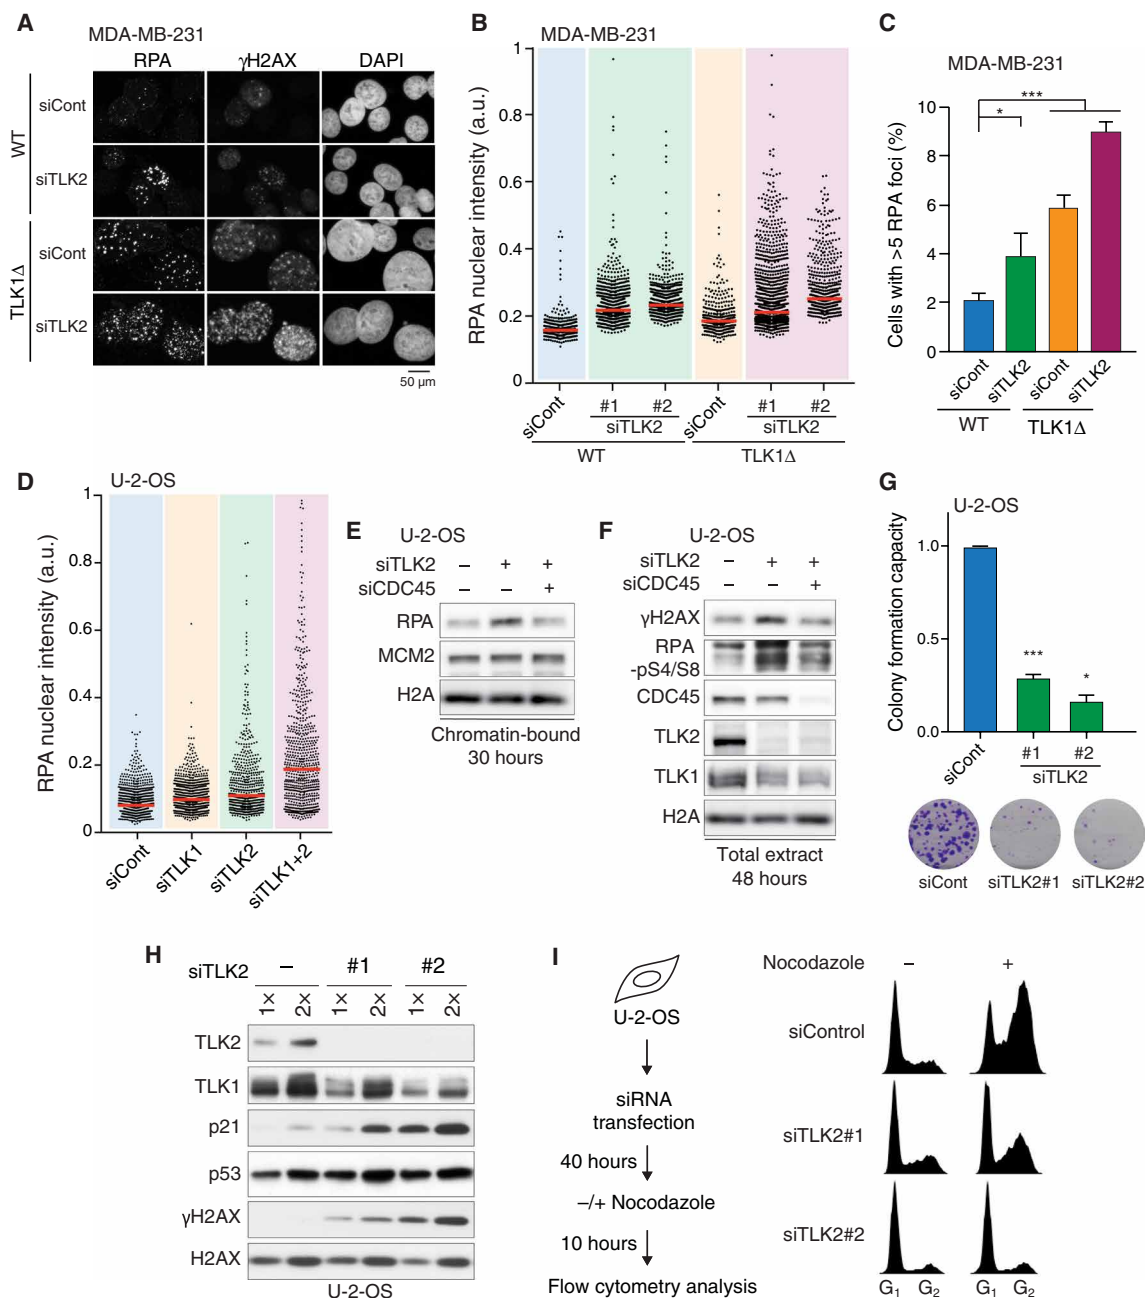 A
MDA-MB-231
RPA γH2AX DAPI
WT
siCont
siTLK2
TLK1Δ
siCont
siTLK2
50 µm
B
MDA-MB-231
RPA nuclear intensity (a.u.)
1
0.8
0.6
0.4
0.2
0
siCont #1 #2 siCont #1 #2
siTLK2 siTLK2
WT TLK1Δ
C
MDA-MB-231
Cells with >5 RPA foci (%)
***
*
10
8
6
4
2
0
siCont siTLK2 siCont siTLK2
WT TLK1Δ
D
U-2-OS
RPA nuclear intensity (a.u.)
1
0.8
0.6
0.4
0.2
0
siCont siTLK1 siTLK2 siTLK1+2
E
U-2-OS
siTLK2 – + +
siCDC45 – – +
RPA
MCM2
H2A
Chromatin-bound
30 hours
F
U-2-OS
siTLK2 – + +
siCDC45 – – +
γH2AX
RPA
-pS4/S8
CDC45
TLK2
TLK1
H2A
Total extract
48 hours
G
U-2-OS
Colony formation capacity
1.0
0.5
0.0
***
*
siCont #1 #2
siTLK2
siCont siTLK2#1 siTLK2#2
H
siTLK2 – #1 #2
1× 2× 1× 2× 1× 2×
TLK2
TLK1
p21
p53
γH2AX
H2AX
U-2-OS
I
U-2-OS
siRNA
transfection
40 hours
–/+ Nocodazole
10 hours
Flow cytometry analysis
Nocodazole – +
siControl
siTLK2#1
siTLK2#2
G₁ G₂ G₁ G₂